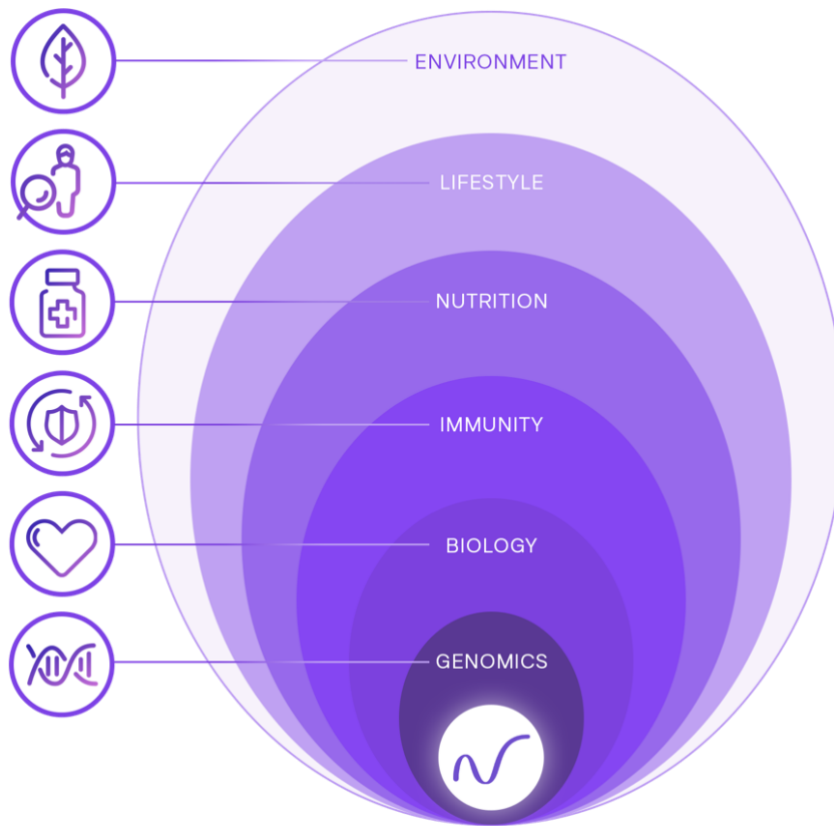 ENVIRONMENT
LIFESTYLE
NUTRITION
IMMUNITY
BIOLOGY
GENOMICS